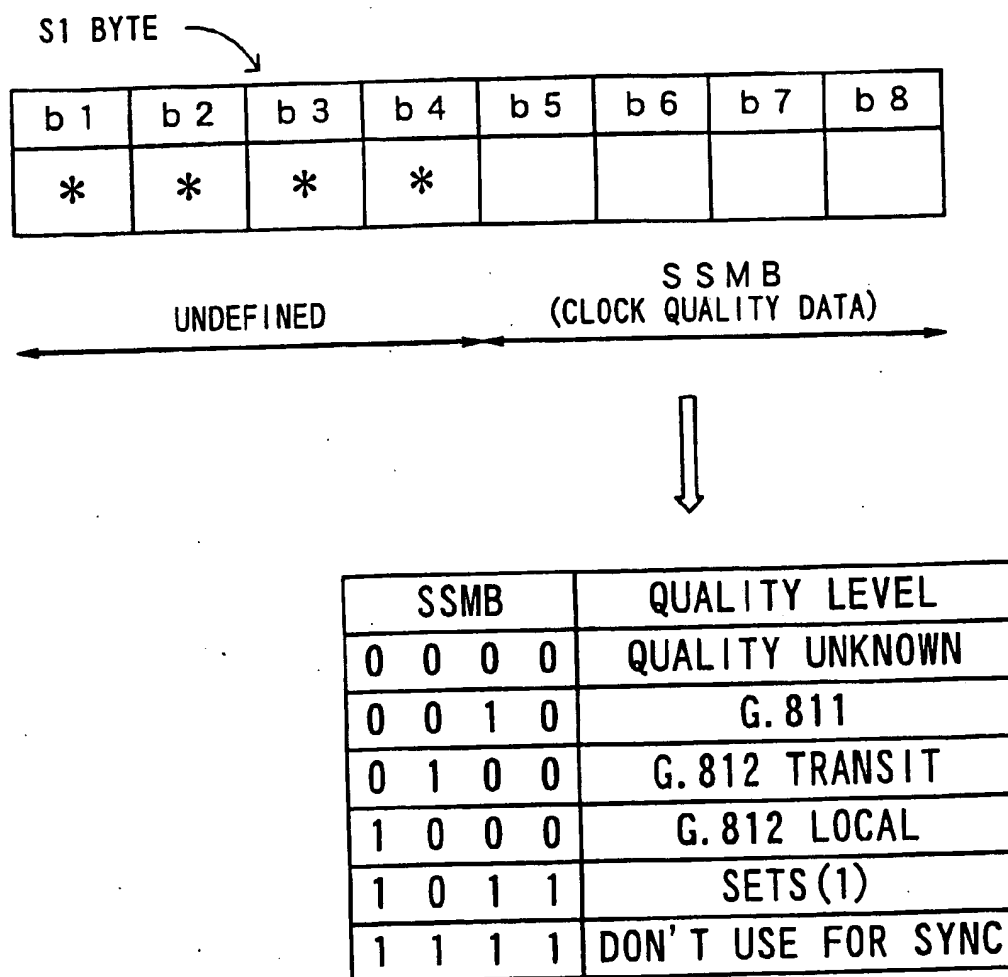 S1 BYTE
b1 b2 b3 b4 b5 b6 b7 b8
* * * *
UNDEFINED
SSMB
(CLOCK QUALITY DATA)
SSMB QUALITY LEVEL
0 0 0 0 QUALITY UNKNOWN
0 0 1 0 G.811
0 1 0 0 G.812 TRANSIT
1 0 0 0 G.812 LOCAL
1 0 1 1 SETS(1)
1 1 1 1 DON'T USE FOR SYNC